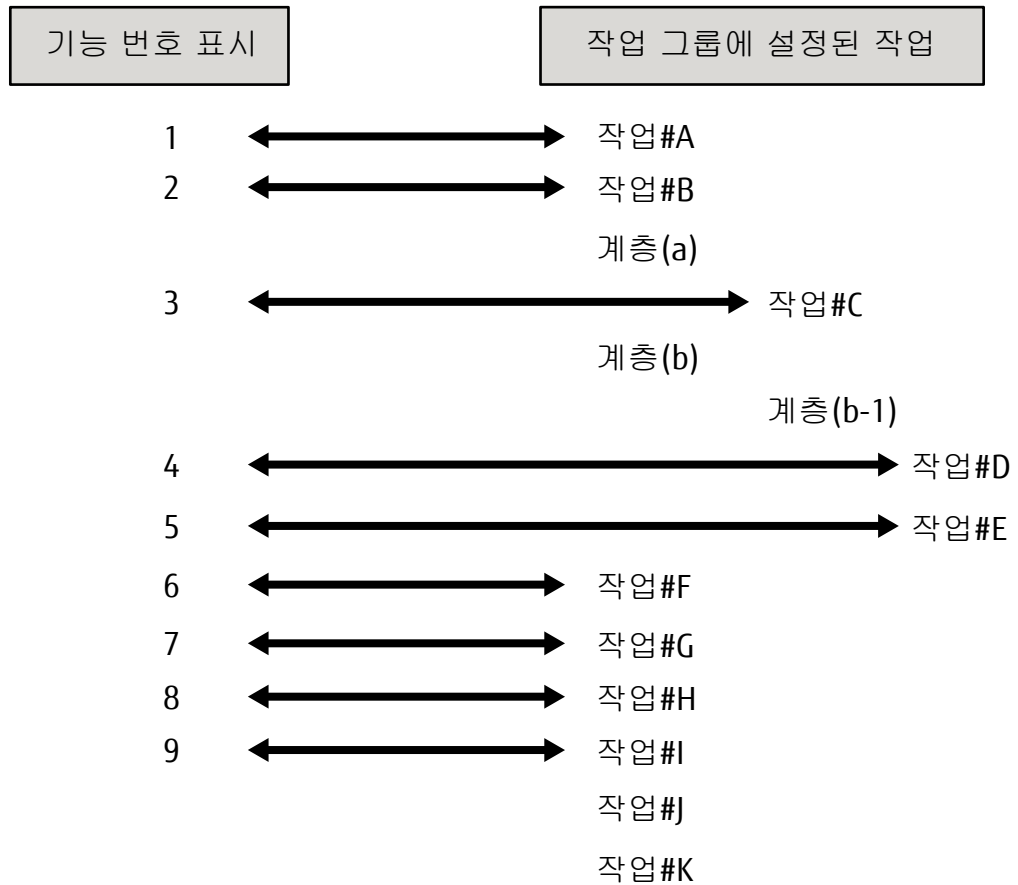 기능 번호 표시 작업 그룹에 설정된 작업
1 작업#A
2 작업#B
계층(a)
3 작업#C
계층(b)
계층(b-1)
4 작업#D
5 작업#E
6 작업#F
7 작업#G
8 작업#H
9 작업#I
작업#J
작업#K